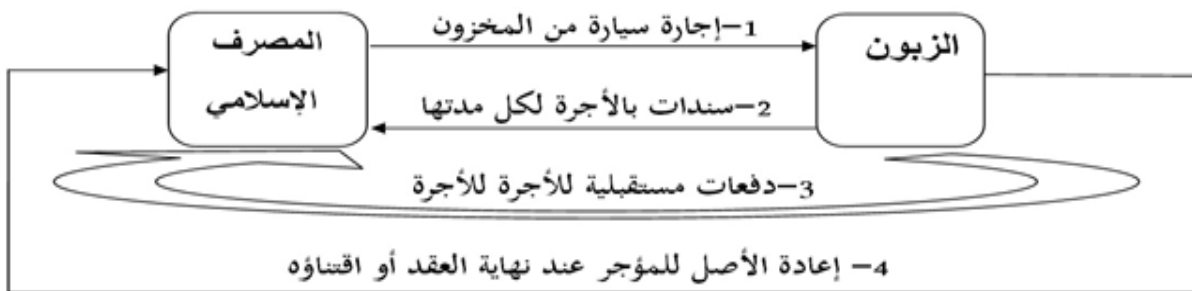 المصرف
الإسلامي
الزبون
1-إجارة سيارة من المخزون
2-سندات بالأجرة لكل مدتها
3-دفعات مستقبلية للأجرة للأجرة
4- إعادة الأصل للمؤجر عند نهاية العقد أو اقتناؤه